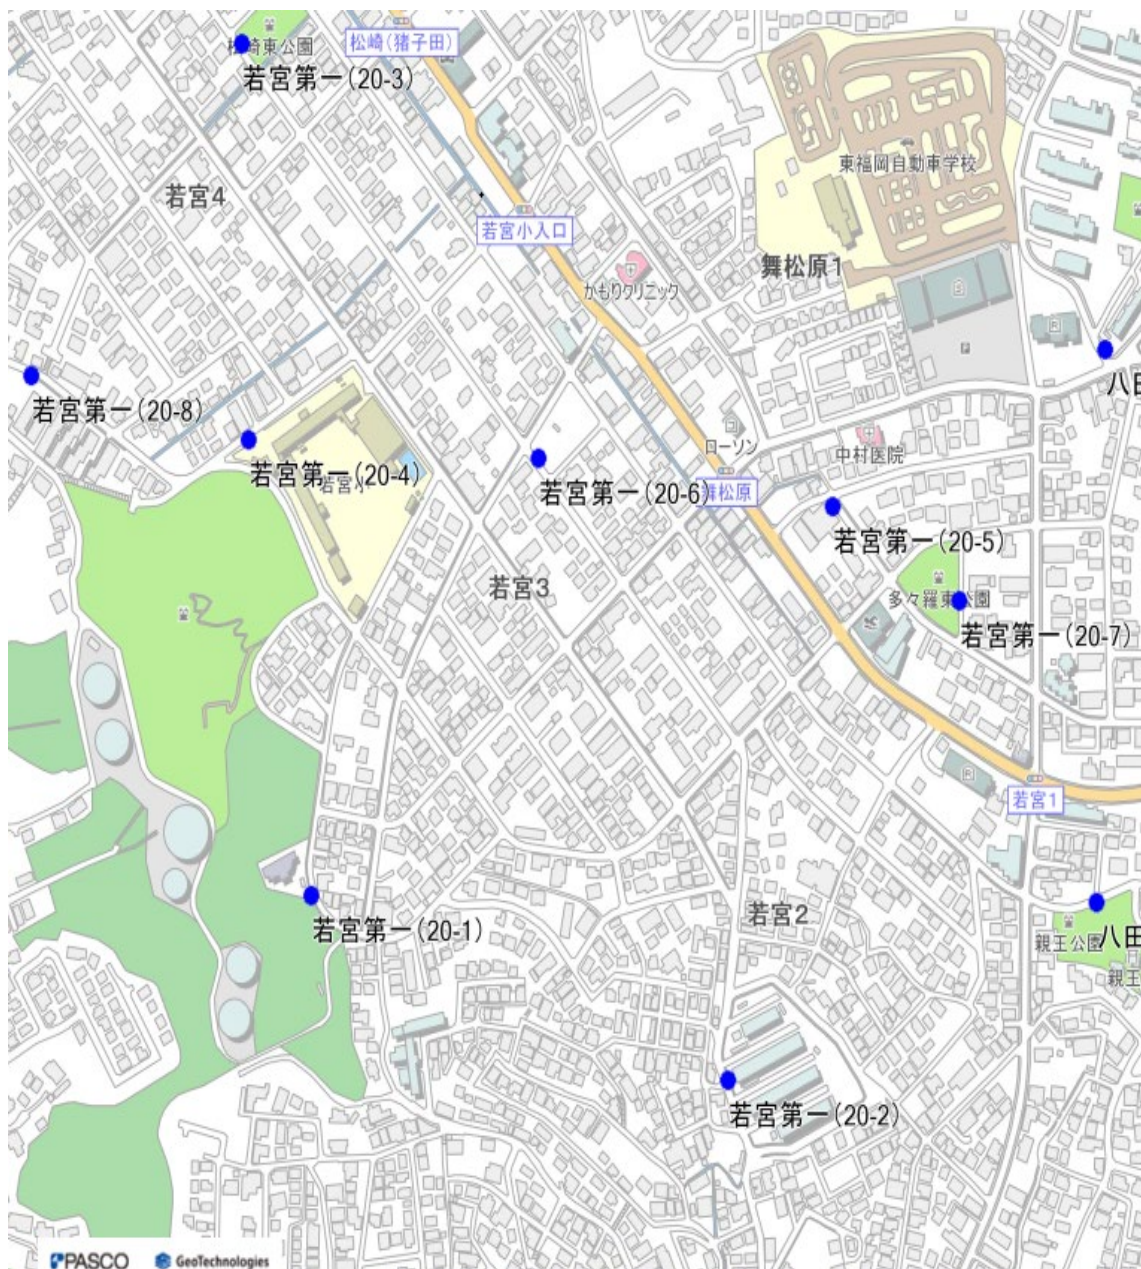 松崎(猪子田)
崎東公園
若宮第一(20-3)
東福岡自動車学校
若宮4
若宮小入口
舞松原1
かもりクリニック
八田
若宮第一(20-8)
ローソン
中村医院
若宮第一(20-4)
若宮小
若宮第一(20-6)
舞松原
若宮第一(20-5)
若宮3
多々羅東公園
若宮第一(20-7)
若宮1
若宮2
若宮第一(20-1)
親王公園
八田
親王
若宮第一(20-2)
PASCO
GeoTechnologies